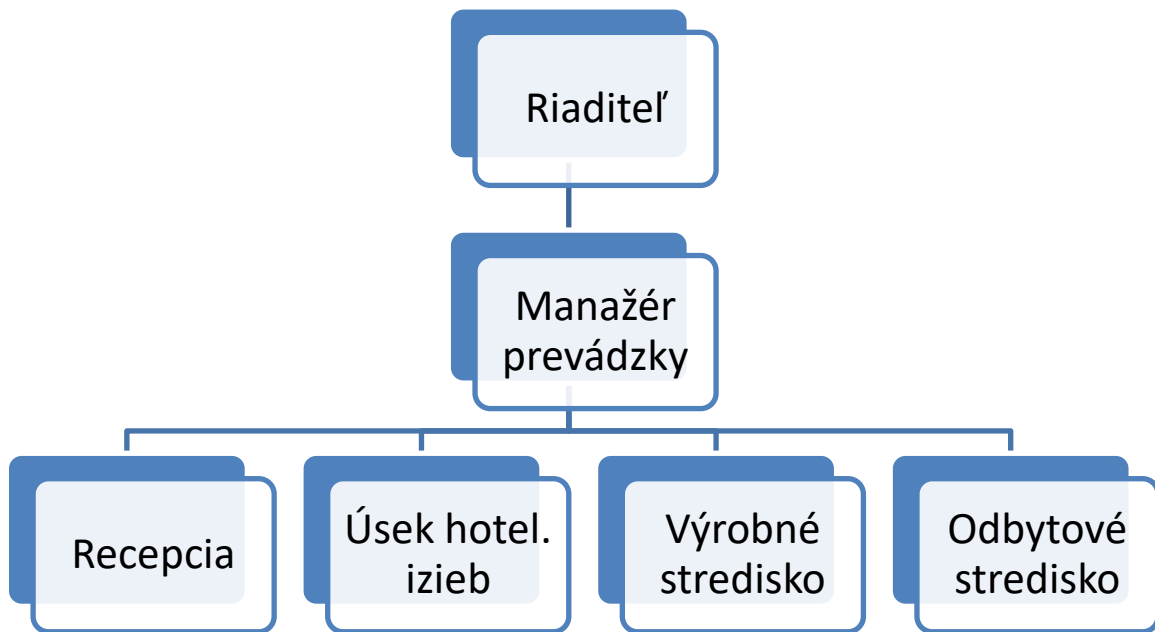 Riaditeľ
Manažér
prevádzky
Recepcia
Úsek hotel.
izieb
Výrobné
stredisko
Odbytové
stredisko